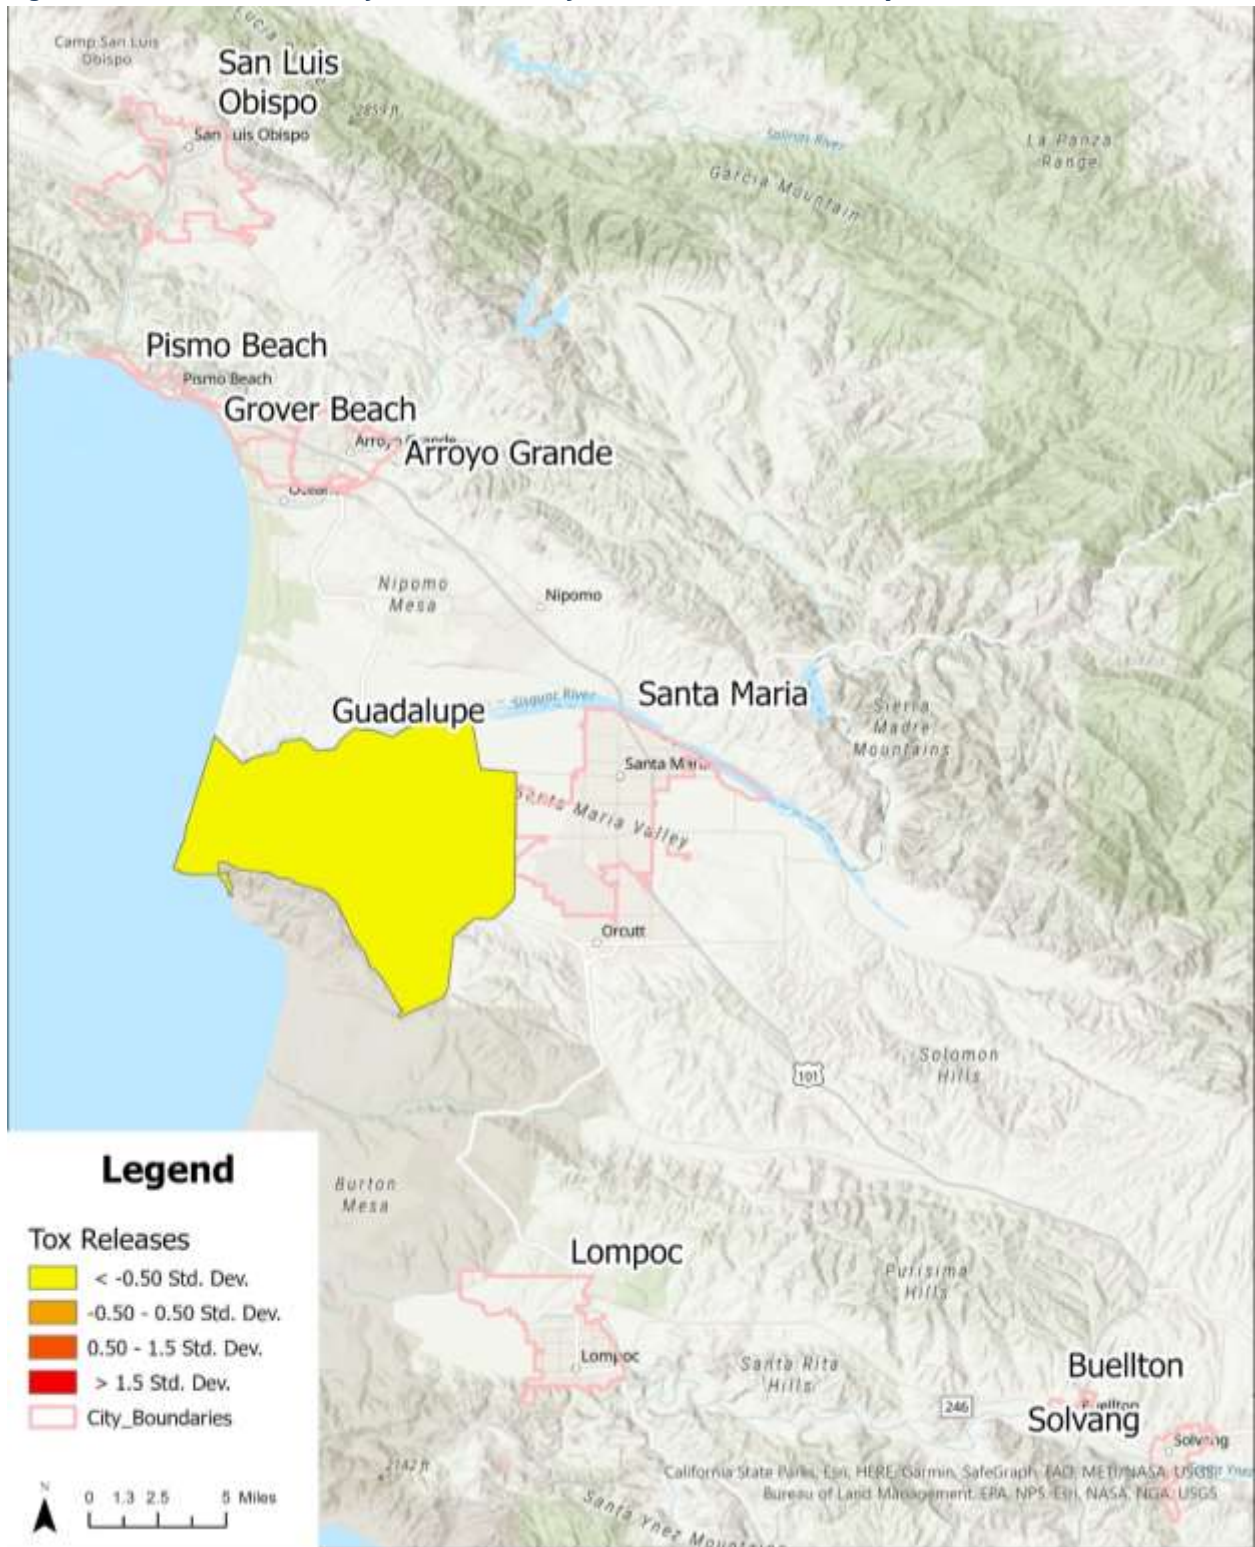 Camp San Luis
Obispo
San Luis
Obispo
2859 ft
San Luis Obispo
Salinas River
La Panza
Range
Garcia Mountain
Pismo Beach
Pismo Beach
Grover Beach
Arroyo Grande
Nipomo
Mesa
Nipomo
Sisquoc River
Santa Maria
Guadalupe
Sierra
Madre
Mountains
Santa Maria
Santa Maria Valley
Orcutt
Solomon
Hills
101
Legend
Tox Releases
< -0.50 Std. Dev.
-0.50 - 0.50 Std. Dev.
0.50 - 1.5 Std. Dev.
> 1.5 Std. Dev.
City_Boundaries
N
0 1.3 2.5 5 Miles
Burton
Mesa
Lompoc
Purisima
Hills
Lompoc
Santa Rita
Hills
Buellton
246
Buellton
Solvang
Solvang
2142 ft
California State Parks, Esri, HERE, Garmin, SafeGraph, FAO, METI/NASA, USGS,
Bureau of Land Management, EPA, NPS, Esri, NASA, NGA, USGS
Santa Ynez Mountains